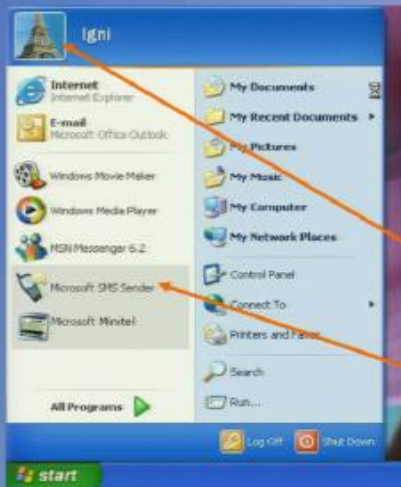 Igni
Internet
Internet Explorer
E-mail
Microsoft Office Outlook
Windows Movie Maker
Windows Media Player
MSN Messenger 6.2
Microsoft SMS Sender
Microsoft Minitel
All Programs
My Documents
My Recent Documents
My Pictures
My Music
My Computer
My Network Places
Control Panel
Connect To
Printers and Faxes
Search
Run...
Log Off
Shut Down
start